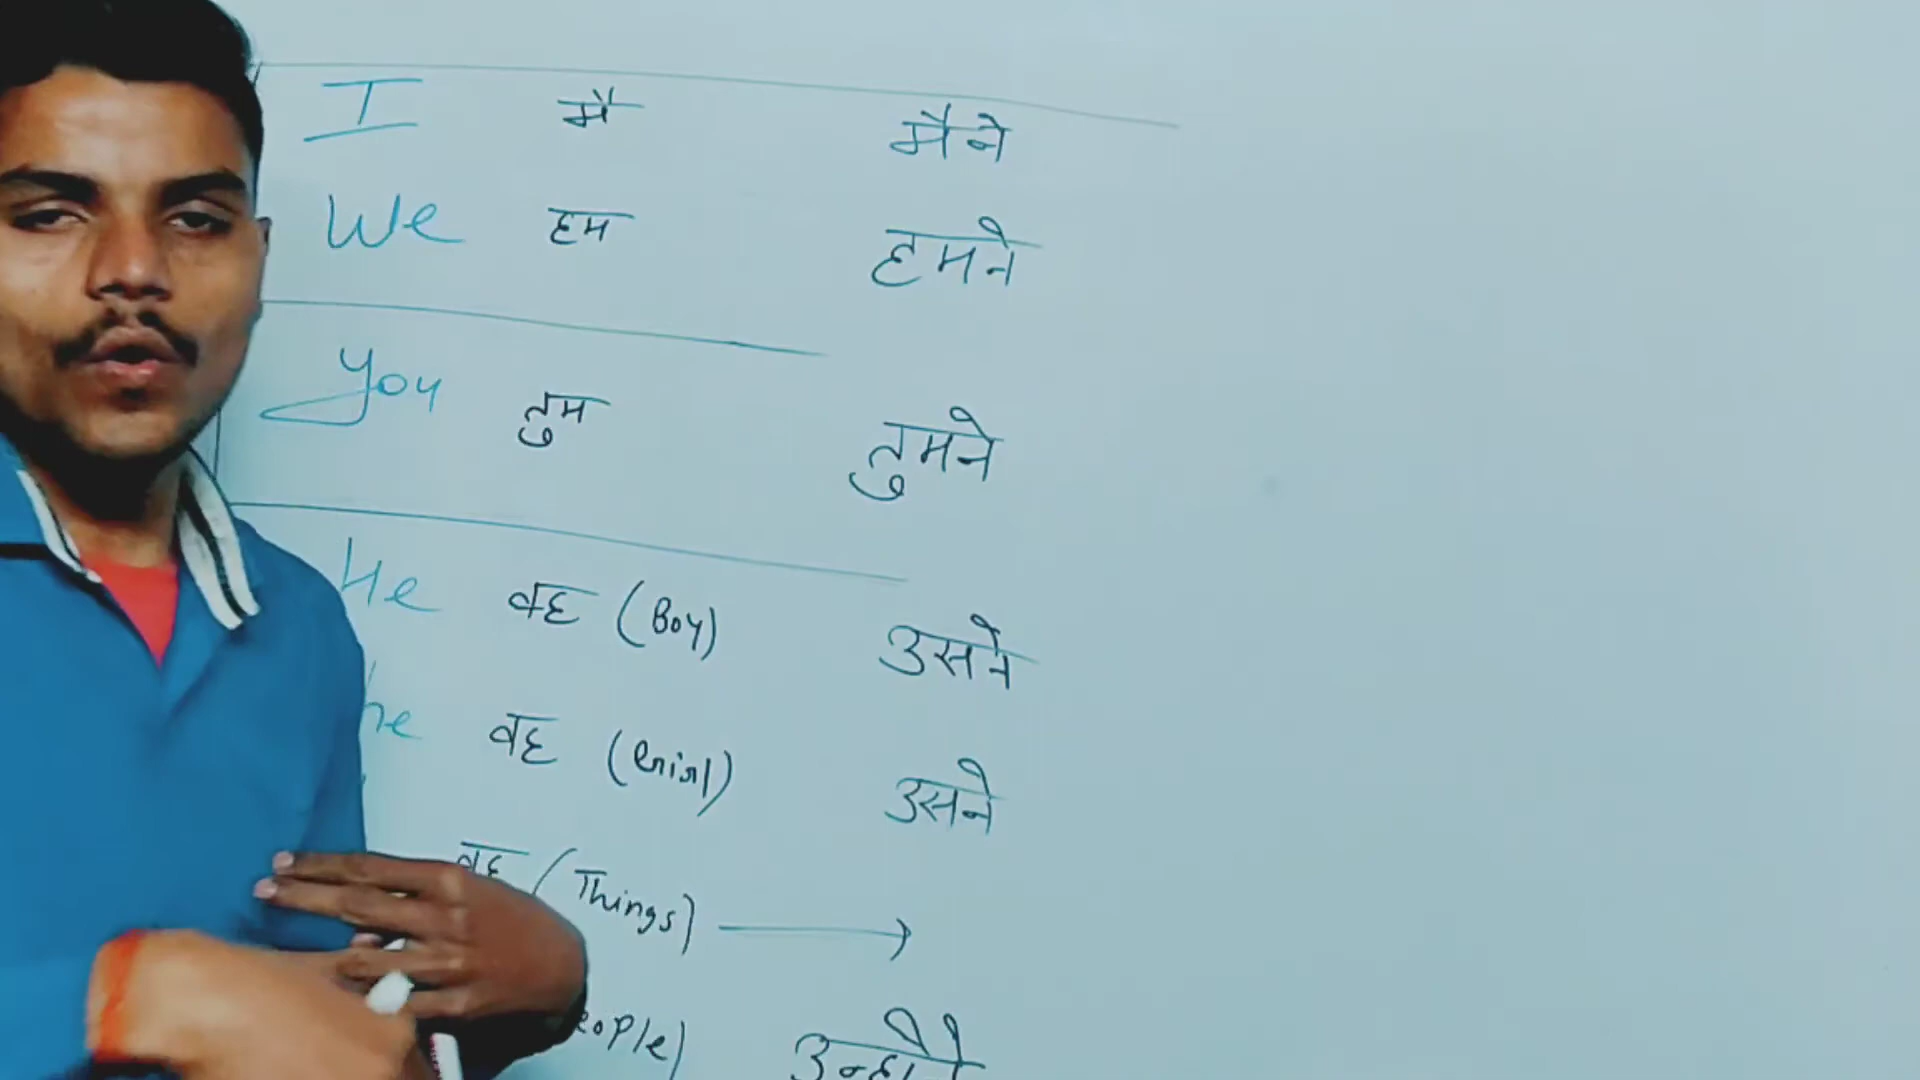 I मै मैने
We हम हमने
You तुम तुमने
He वह (Boy) उसने
he वह (Girl) उसने
वह (Things) →
eople) उन्होने